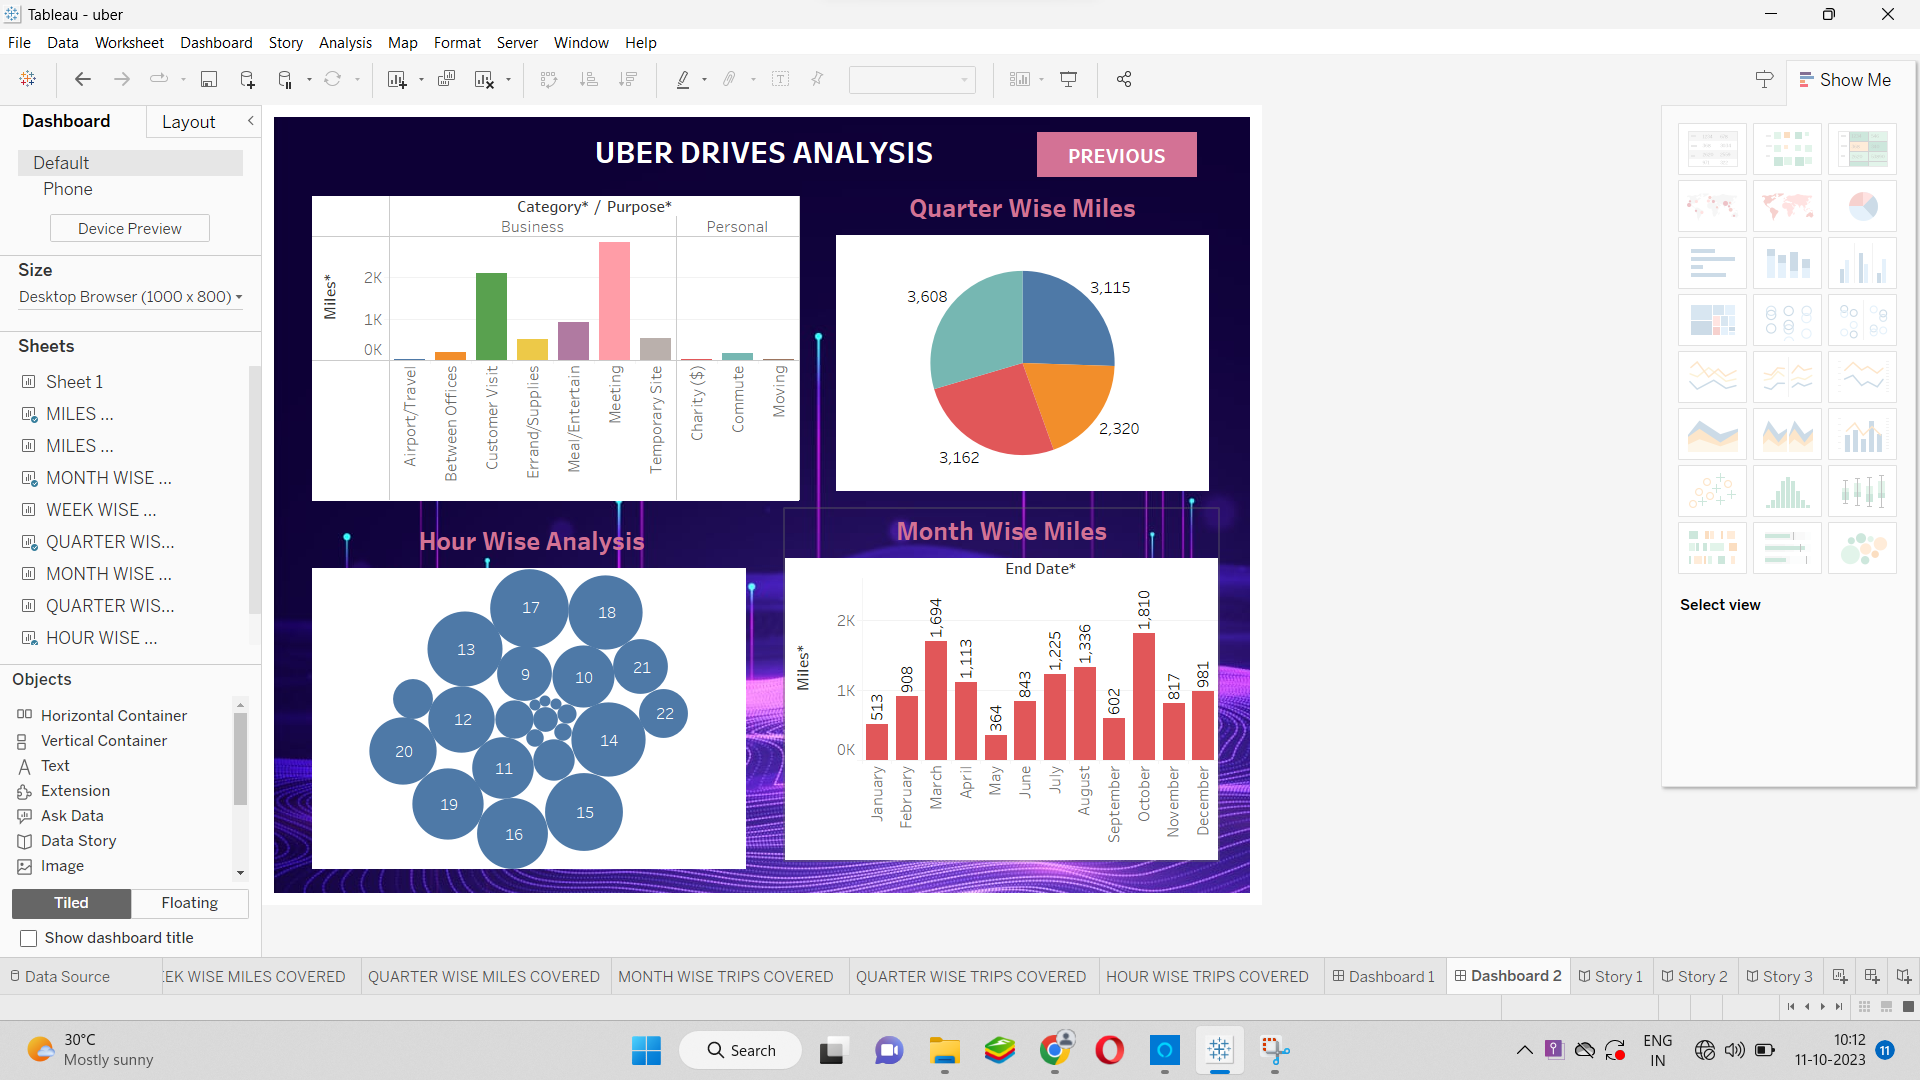 Tableau - uber
File Data Worksheet Dashboard Story Analysis Map Format Server Window Help
Show Me
Dashboard Layout
Default
Phone
Device Preview
Size
Desktop Browser (1000 x 800)
Sheets
Sheet 1
MILES ...
MILES ...
MONTH WISE ...
WEEK WISE ...
QUARTER WIS...
MONTH WISE ...
QUARTER WIS...
HOUR WISE ...
Objects
Horizontal Container
Vertical Container
Text
Extension
Ask Data
Data Story
Image
Tiled Floating
Show dashboard title
UBER DRIVES ANALYSIS
PREVIOUS
Category* / Purpose*
Business Personal
Miles*
2K
1K
0K
Airport/Travel
Between Offices
Customer Visit
Errand/Supplies
Meal/Entertain
Meeting
Temporary Site
Charity ($)
Commute
Moving
Quarter Wise Miles
3,608
3,115
2,320
3,162
Hour Wise Analysis
17
18
13
9
10
21
12
22
20
14
11
19
15
16
Month Wise Miles
End Date*
Miles*
2K
1K
0K
513
908
1,694
1,113
364
843
1,225
1,336
602
1,810
817
981
January
February
March
April
May
June
July
August
September
October
November
December
Select view
Data Source
EEK WISE MILES COVERED
QUARTER WISE MILES COVERED
MONTH WISE TRIPS COVERED
QUARTER WISE TRIPS COVERED
HOUR WISE TRIPS COVERED
Dashboard 1
Dashboard 2
Story 1
Story 2
Story 3
30°C
Mostly sunny
Search
ENG
IN
10:12
11-10-2023
11